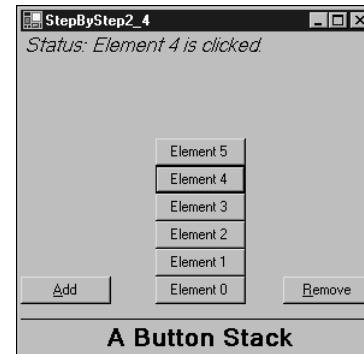 StepByStep2_4
Status: Element 4 is clicked.
Element 5
Element 4
Element 3
Element 2
Element 1
Add
Element 0
Remove
A Button Stack